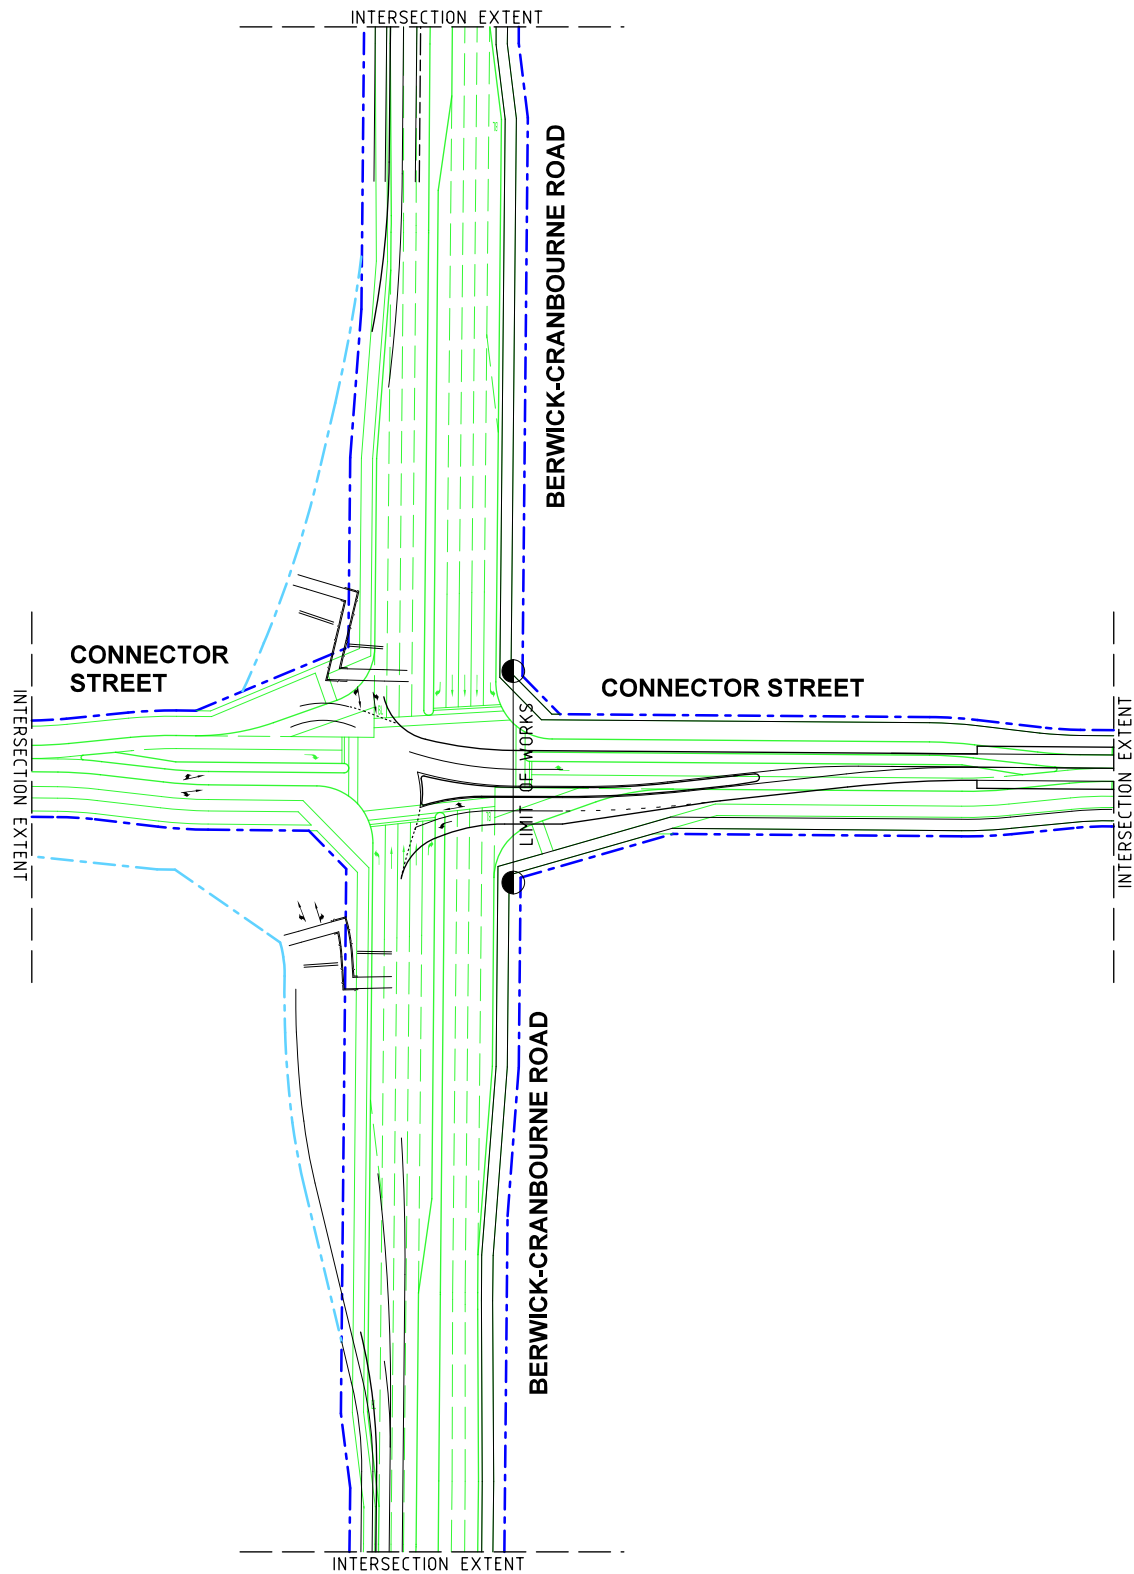 INTERSECTION EXTENT
BERWICK-CRANBOURNE ROAD
CONNECTOR
STREET
CONNECTOR STREET
INTERSECTION EXTENT
LIMIT OF WORKS
INTERSECTION EXTENT
BERWICK-CRANBOURNE ROAD
INTERSECTION EXTENT